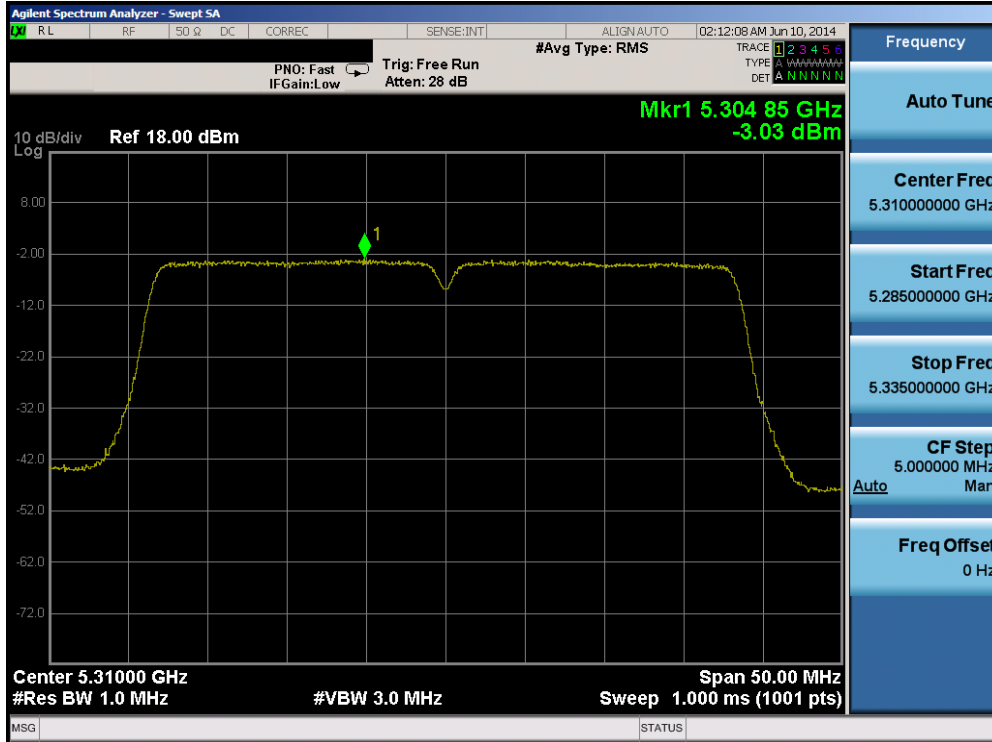 Agilent Spectrum Analyzer - Swept SA
LXI RL RF 50 Ω DC CORREC SENSE:INT ALIGN AUTO 02:12:08 AM Jun 10, 2014
#Avg Type: RMS
TRACE 1 2 3 4 5 6
PNO: Fast Trig: Free Run
TYPE A WWWWW
IFGain:Low Atten: 28 dB
DET A N N N N N
Mkr1 5.304 85 GHz
-3.03 dBm
10 dB/div Ref 18.00 dBm
Log
1
8.00
-2.00
-12.0
-22.0
-32.0
-42.0
-52.0
-62.0
-72.0
Center 5.31000 GHz Span 50.00 MHz
#Res BW 1.0 MHz #VBW 3.0 MHz Sweep 1.000 ms (1001 pts)
MSG STATUS
Frequency
Auto Tune
Center Freq
5.310000000 GHz
Start Freq
5.285000000 GHz
Stop Freq
5.335000000 GHz
CF Step
5.000000 MHz
Auto Man
Freq Offset
0 Hz